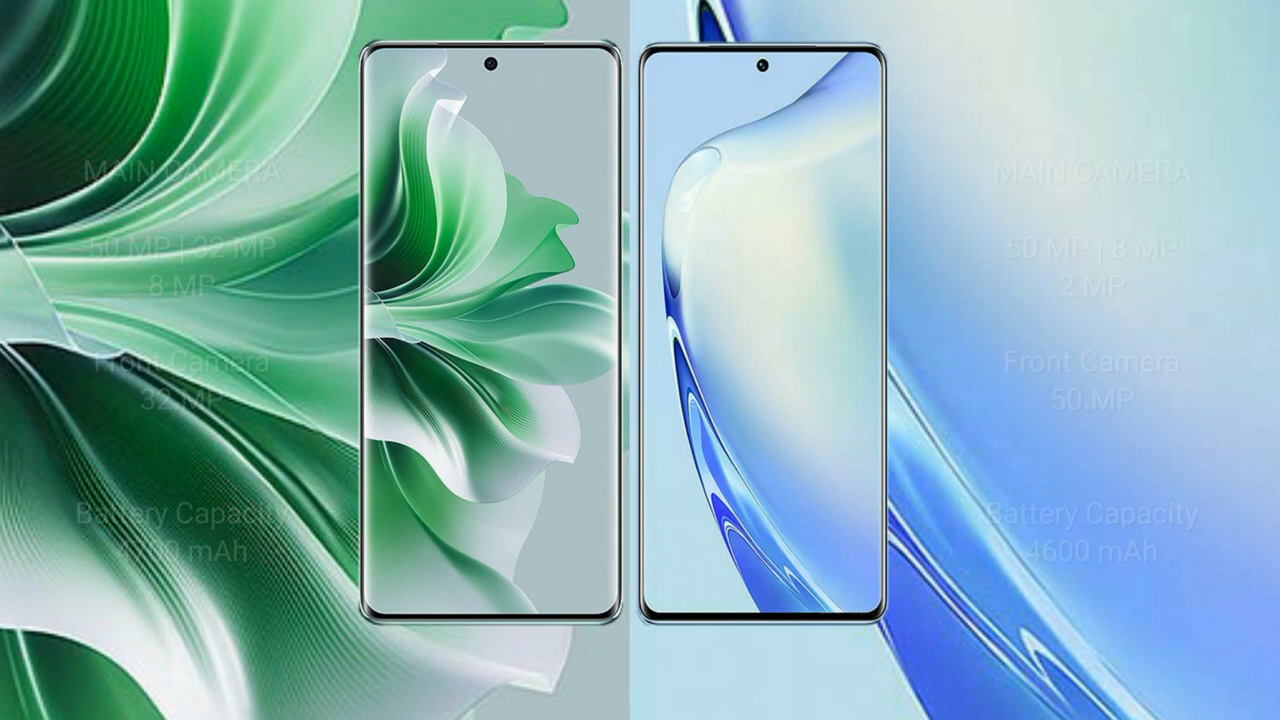 MAIN CAMERA
50 MP | 32 MP
8 MP
Front Camera
32 MP
Battery Capacity
mAh
MAIN CAMERA
50 MP | 8 MP
2 MP
Front Camera
50 MP
Battery Capacity
4600 mAh